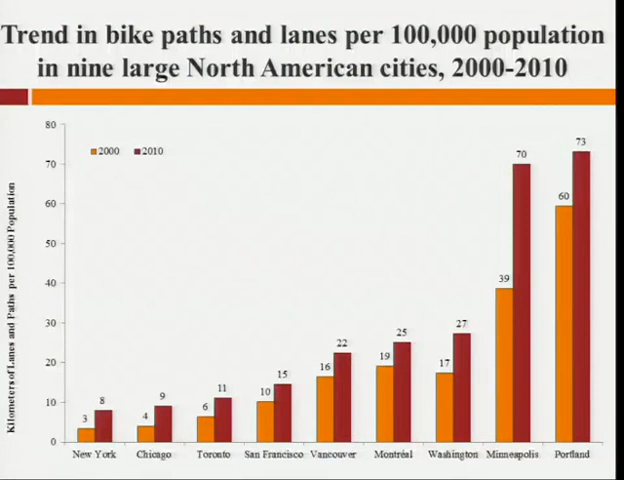 Trend in bike paths and lanes per 100,000 population
in nine large North American cities, 2000-2010
Kilometers of Lanes and Paths per 100,000 Population
80
70
60
50
40
30
20
10
0
2000 2010
3 8 4 9 6 11 10 15 16 22 19 25 17 27 39 70 60 73
New York Chicago Toronto San Francisco Vancouver Montréal Washington Minneapolis Portland